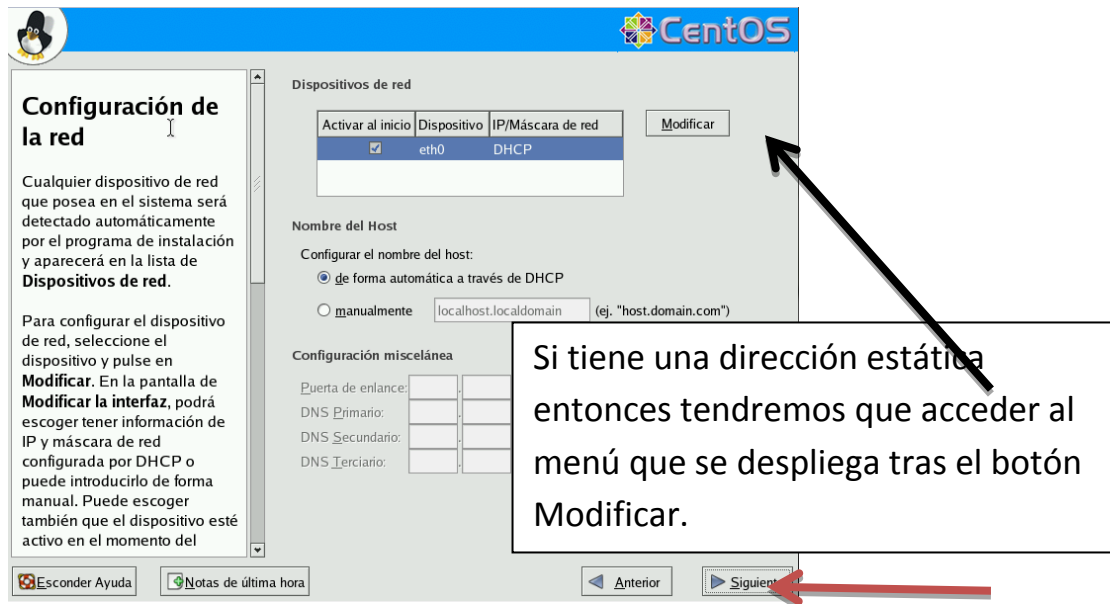 CentOS
Configuración de
la red
Cualquier dispositivo de red
que posea en el sistema será
detectado automáticamente
por el programa de instalación
y aparecerá en la lista de
Dispositivos de red.
Para configurar el dispositivo
de red, seleccione el
dispositivo y pulse en
Modificar. En la pantalla de
Modificar la interfaz, podrá
escoger tener información de
IP y máscara de red
configurada por DHCP o
puede introducirlo de forma
manual. Puede escoger
también que el dispositivo esté
activo en el momento del
Dispositivos de red
Activar al inicio Dispositivo IP/Máscara de red
eth0 DHCP
Modificar
Nombre del Host
Configurar el nombre del host:
de forma automática a través de DHCP
manualmente localhost.localdomain (ej. "host.domain.com")
Configuración miscelánea
Puerta de enlance: .
DNS Primario: .
DNS Secundario: .
DNS Terciario: .
Si tiene una dirección estática
entonces tendremos que acceder al
menú que se despliega tras el botón
Modificar.
Esconder Ayuda Notas de última hora Anterior Siguiente